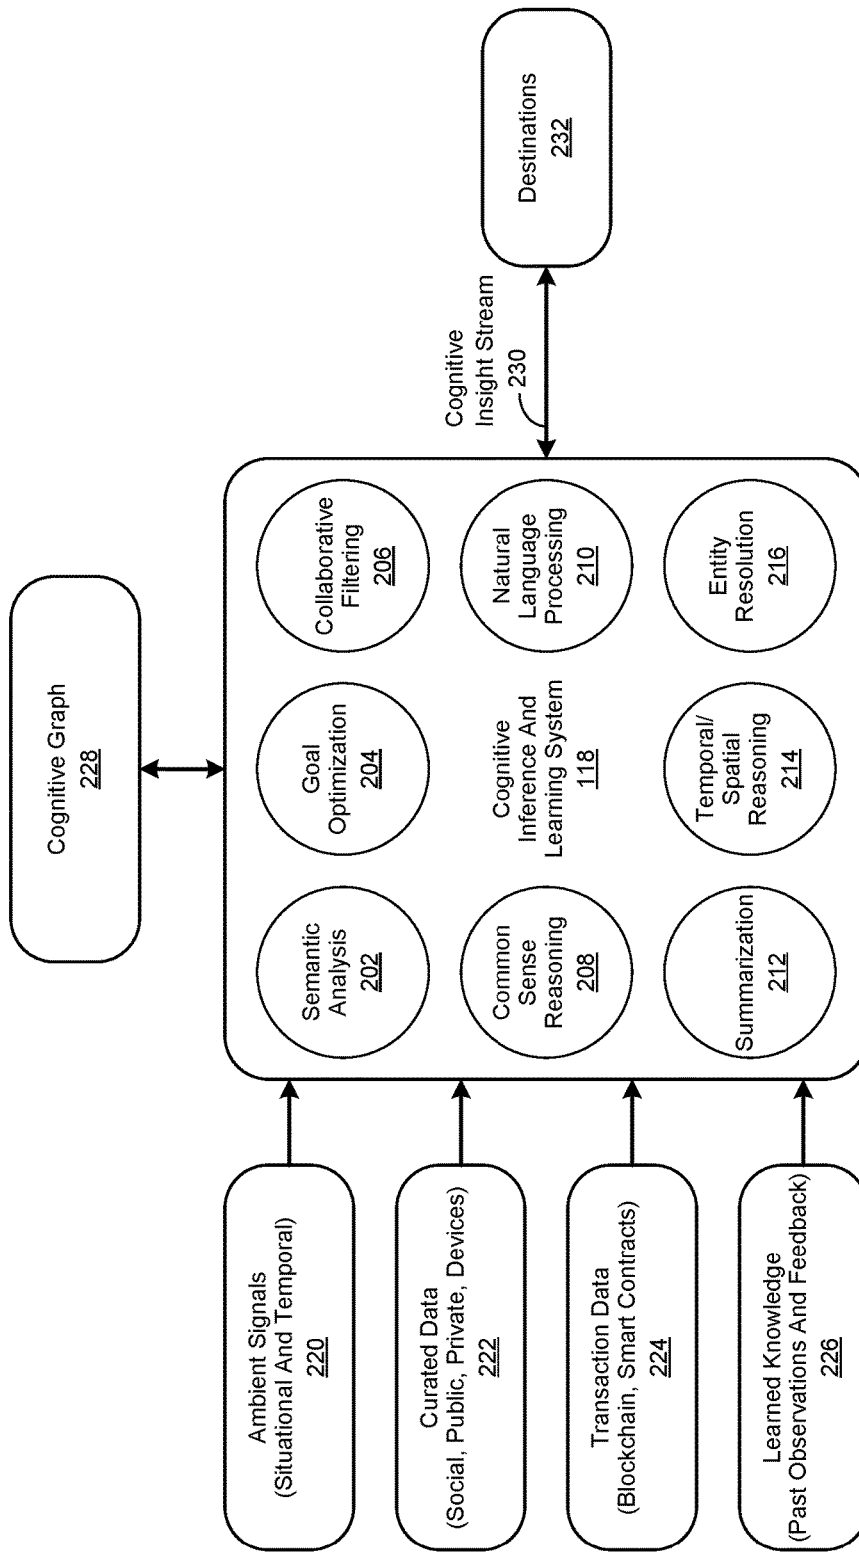 Cognitive Graph
228
Ambient Signals
(Situational And Temporal)
220
Curated Data
(Social, Public, Private, Devices)
222
Transaction Data
(Blockchain, Smart Contracts)
224
Learned Knowledge
(Past Observations And Feedback)
226
Semantic
Analysis
202
Goal
Optimization
204
Collaborative
Filtering
206
Common
Sense
Reasoning
208
Cognitive
Inference And
Learning System
118
Natural
Language
Processing
210
Summarization
212
Temporal/
Spatial
Reasoning
214
Entity
Resolution
216
Cognitive
Insight Stream
230
Destinations
232